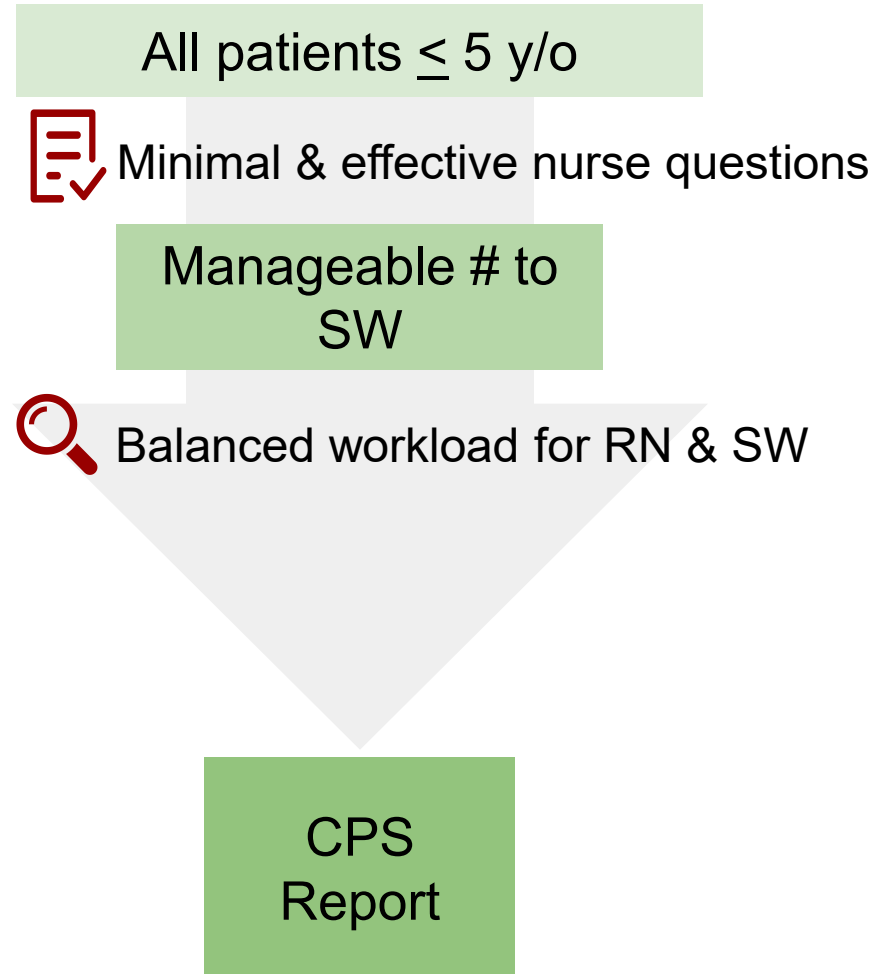 All patients < 5 y/o
Minimal & effective nurse questions
Manageable # to
SW
Balanced workload for RN & SW
CPS
Report